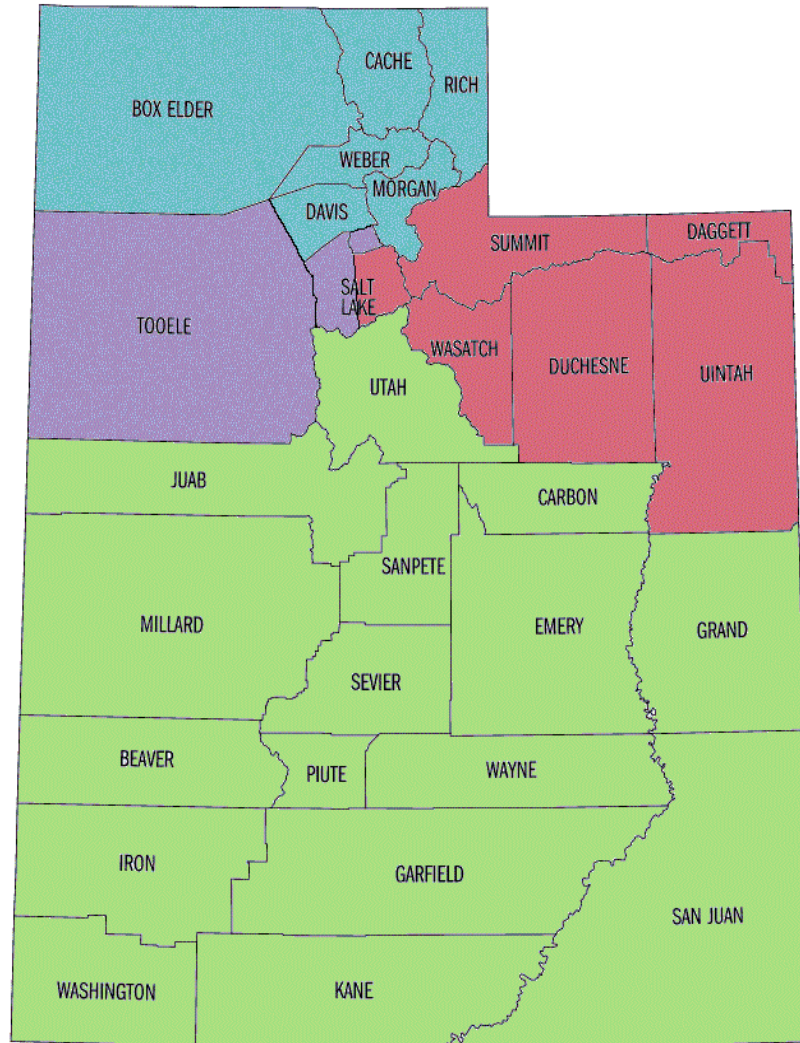 CACHE
RICH
BOX ELDER
WEBER
MORGAN
DAVIS
SUMMIT
DAGGETT
SALT
LAKE
TOOELE
WASATCH
DUCHESNE
UINTAH
UTAH
JUAB
CARBON
SANPETE
MILLARD
EMERY
GRAND
SEVIER
BEAVER
PIUTE
WAYNE
IRON
GARFIELD
SAN JUAN
WASHINGTON
KANE